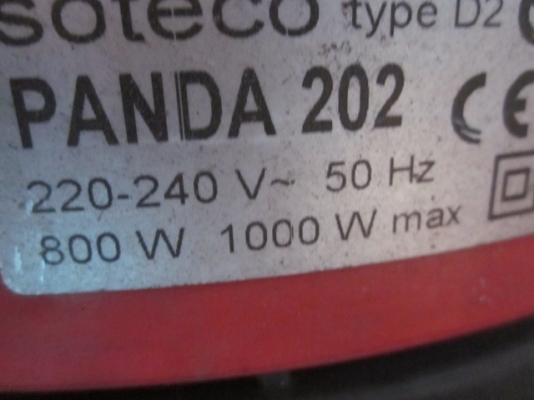 soteco type D2
PANDA 202 CE
220-240 V~ 50 Hz
800 W 1000 W max